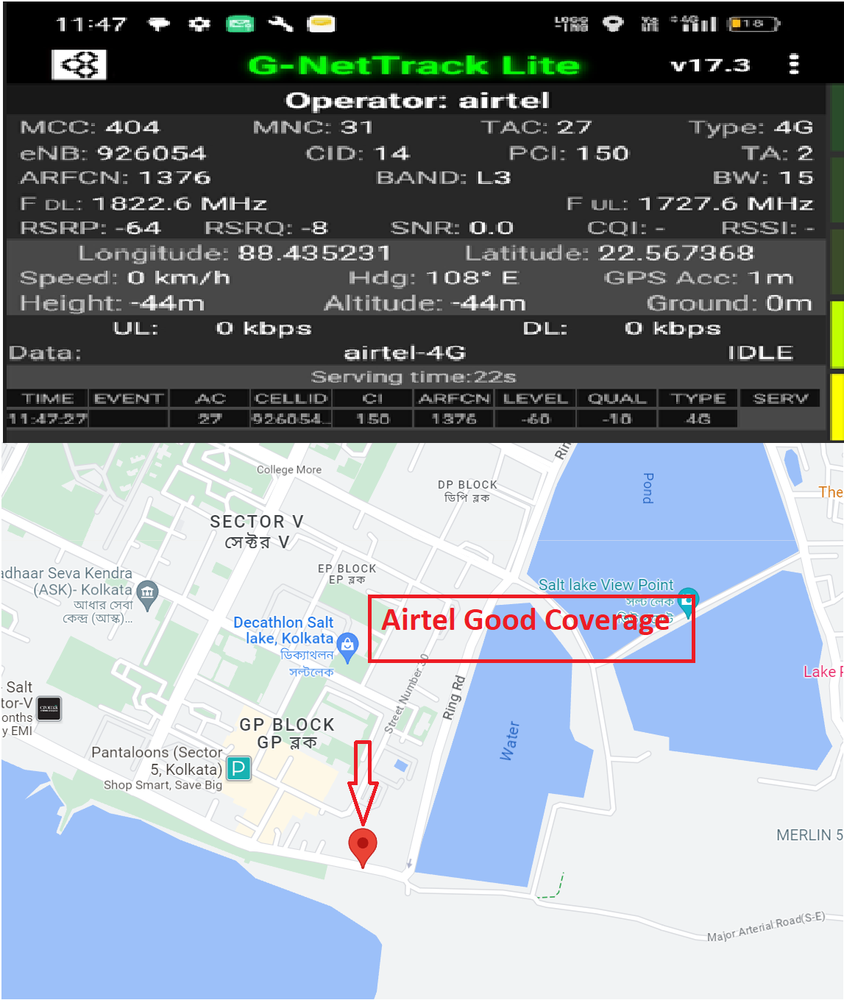 11:47
LOGG
-ING
Vo
LTE
4G
18
G-NetTrack Lite
v17.3
Operator: airtel
MCC: 404 MNC: 31 TAC: 27 Type: 4G
eNB: 926054 CID: 14 PCI: 150 TA: 2
ARFCN: 1376 BAND: L3 BW: 15
F DL: 1822.6 MHz F UL: 1727.6 MHz
RSRP: -64 RSRQ: -8 SNR: 0.0 CQI: - RSSI: -
Longitude: 88.435231 Latitude: 22.567368
Speed: 0 km/h Hdg: 108° E GPS Acc: 1m
Height: -44m Altitude: -44m Ground: 0m
UL: 0 kbps DL: 0 kbps
Data: airtel-4G IDLE
Serving time:22s
TIME EVENT AC CELLID CI ARFCN LEVEL QUAL TYPE SERV
11:47:27 27 926054.. 150 1376 -60 -10 4G
Rin
College More
DP BLOCK
ডিপি ব্লক
Pond
The
SECTOR V
সেক্টর V
EP BLOCK
EP ব্লক
adhaar Seva Kendra
(ASK)- Kolkata
আধার সেবা
কেন্দ্র (আস্ক)...
Salt lake View Point
সল্ট লেক
Airtel Good Coverage
Decathlon Salt
lake, Kolkata
ডিক্যাথলন
সল্টলেক
Lake
Salt
tor-V
onths
y EMI
croma
Street Number 30
Ring Rd
GP BLOCK
GP ব্লক
Water
Pantaloons (Sector
5, Kolkata)
Shop Smart, Save Big
P
MERLIN 5
Major Arterial Road(S-E)